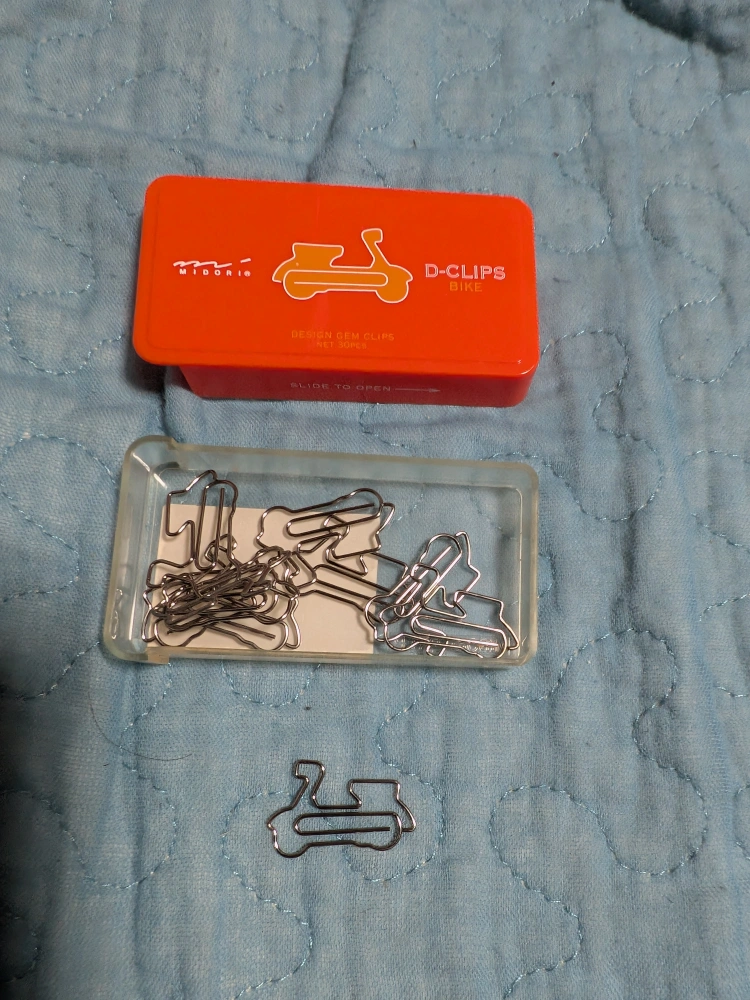 MIDORI®
D-CLIPS
BIKE
DESIGN GEM CLIPS
NET 30PCS
SLIDE TO OPEN